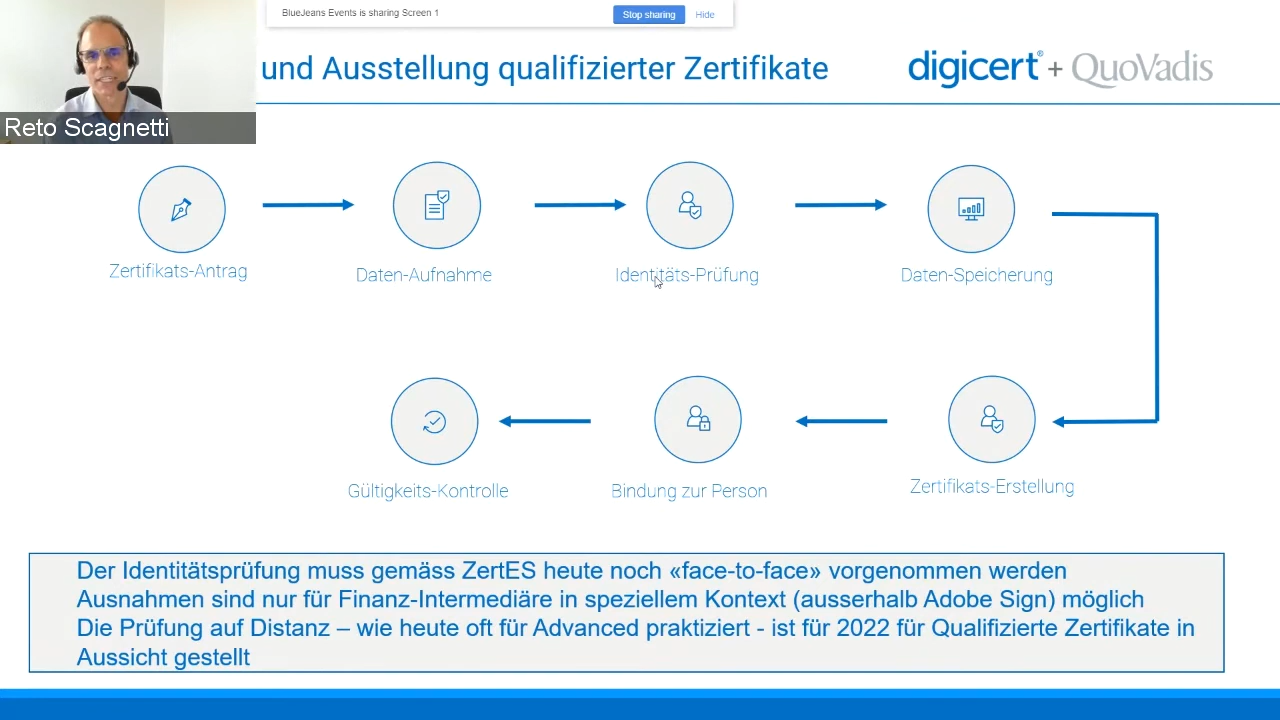 BlueJeans Events is sharing Screen 1
Stop sharing
Hide
und Ausstellung qualifizierter Zertifikate
digicert® + QuoVadis
Reto Scagnetti
Zertifikats-Antrag
Daten-Aufnahme
Identitäts-Prüfung
Daten-Speicherung
Gültigkeits-Kontrolle
Bindung zur Person
Zertifikats-Erstellung
Der Identitätsprüfung muss gemäss ZertES heute noch «face-to-face» vorgenommen werden
Ausnahmen sind nur für Finanz-Intermediäre in speziellem Kontext (ausserhalb Adobe Sign) möglich
Die Prüfung auf Distanz – wie heute oft für Advanced praktiziert - ist für 2022 für Qualifizierte Zertifikate in
Aussicht gestellt